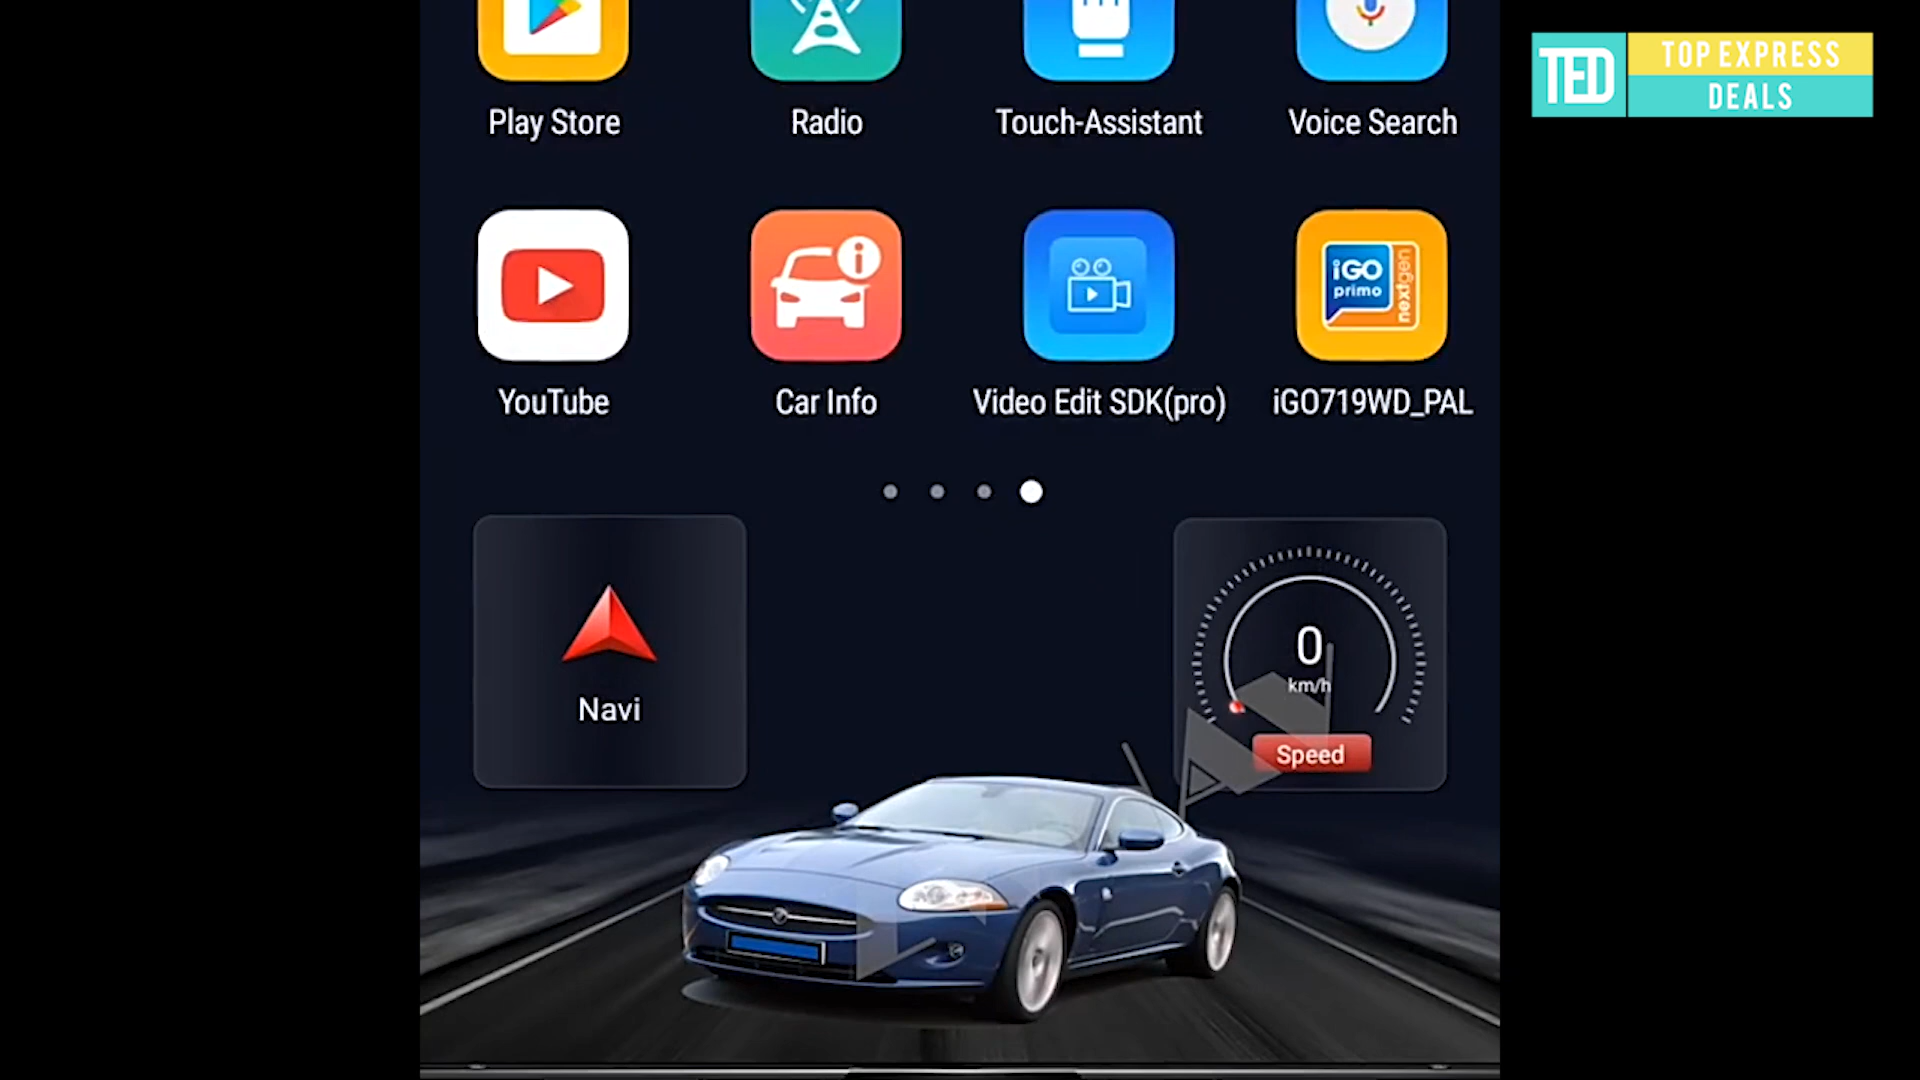 TED
TOP EXPRESS
DEALS
Play Store
Radio
Touch-Assistant
Voice Search
YouTube
Car Info
Video Edit SDK(pro)
iGO
primo
nextgen
iGO719WD_PAL
Navi
0
km/h
Speed